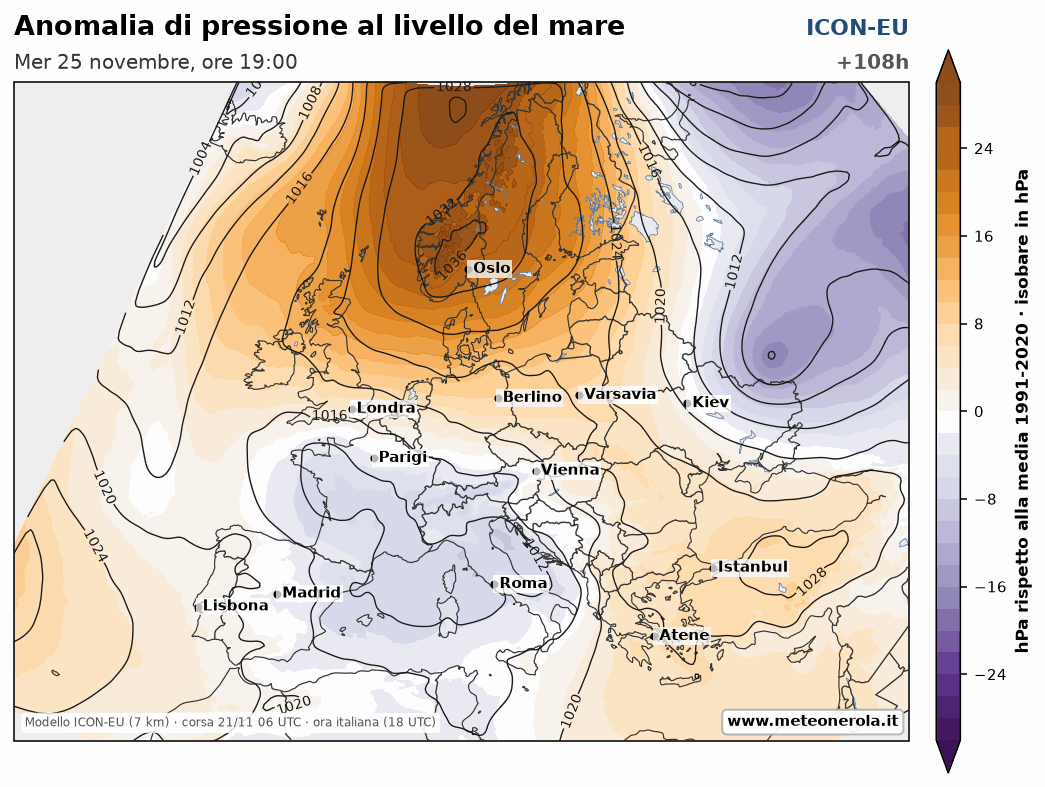 Anomalia di pressione al livello del mare
ICON-EU
Mer 25 novembre, ore 19:00
+108h
1028
1008
1004
1016
1016
1032
1036
Oslo
1024
1012
1020
1012
24
16
8
0
−8
−16
−24
hPa rispetto alla media 1991-2020 · isobare in hPa
Berlino
Varsavia
Kiev
1016
Londra
Parigi
Vienna
1020
1024
Istanbul
1028
Roma
Madrid
Lisbona
Atene
1020
1020
Modello ICON-EU (7 km) · corsa 21/11 06 UTC · ora italiana (18 UTC)
www.meteonerola.it